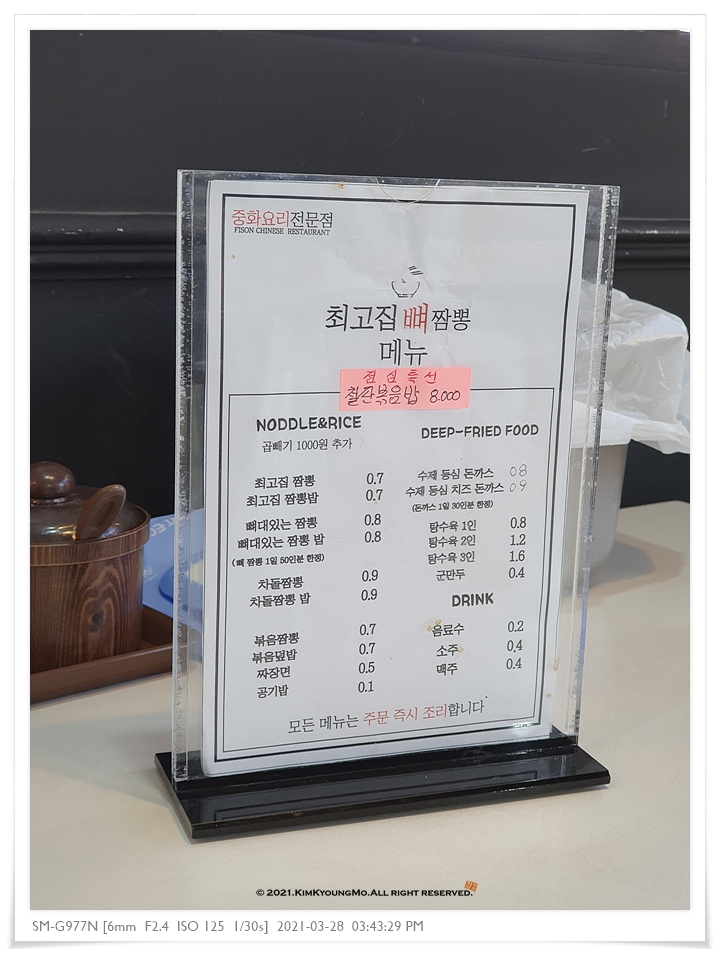 중화요리전문점
FISON CHINESE RESTAURANT
최고집 뼈 짬뽕
메뉴
점심특선
철판볶음밥 8.000
NODDLE&RICE
곱빼기 1000원 추가
최고집 짬뽕 0.7
최고집 짬뽕밥 0.7
뼈대있는 짬뽕 0.8
뼈대있는 짬뽕 밥 0.8
(뼈 짬뽕 1일 50인분 한정)
차돌짬뽕 0.9
차돌짬뽕 밥 0.9
볶음짬뽕 0.7
볶음덮밥 0.7
짜장면 0.5
공기밥 0.1
DEEP-FRIED FOOD
수제 등심 돈까스 0.8
수제 등심 치즈 돈까스 0.9
(돈까스 1일 30인분 한정)
탕수육 1인 0.8
탕수육 2인 1.2
탕수육 3인 1.6
군만두 0.4
DRINK
음료수 0.2
소주 0.4
맥주 0.4
모든 메뉴는 주문 즉시 조리합니다
© 2021.KimKyoungMo.All right reserved.
SM-G977N [6mm F2.4 ISO 125 1/30s] 2021-03-28 03:43:29 PM